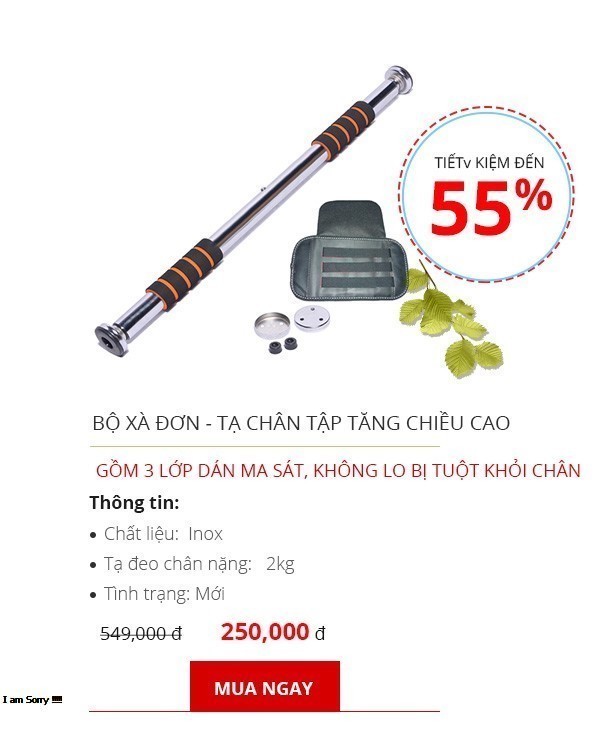 TIẾTv KIỆM ĐẾN
55%
BỘ XÀ ĐƠN - TẠ CHÂN TẬP TĂNG CHIỀU CAO
GỒM 3 LỚP DÁN MA SÁT, KHÔNG LO BỊ TUỘT KHỎI CHÂN
Thông tin:
• Chất liệu: Inox
• Tạ đeo chân nặng: 2kg
• Tình trạng: Mới
549,000 đ 250,000 đ
MUA NGAY
I am Sorry !!!!